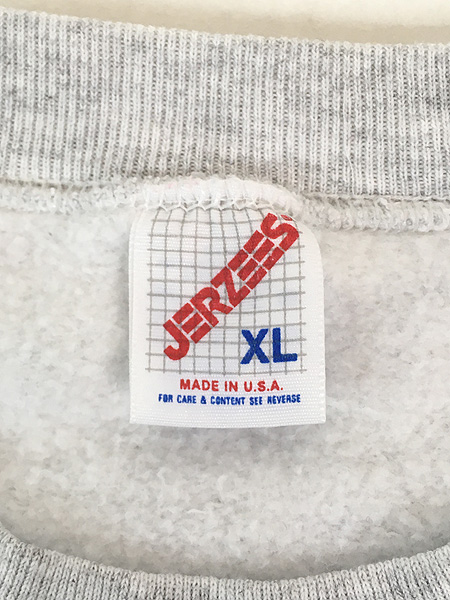 JERZEES
XL
MADE IN U.S.A.
FOR CARE & CONTENT SEE REVERSE